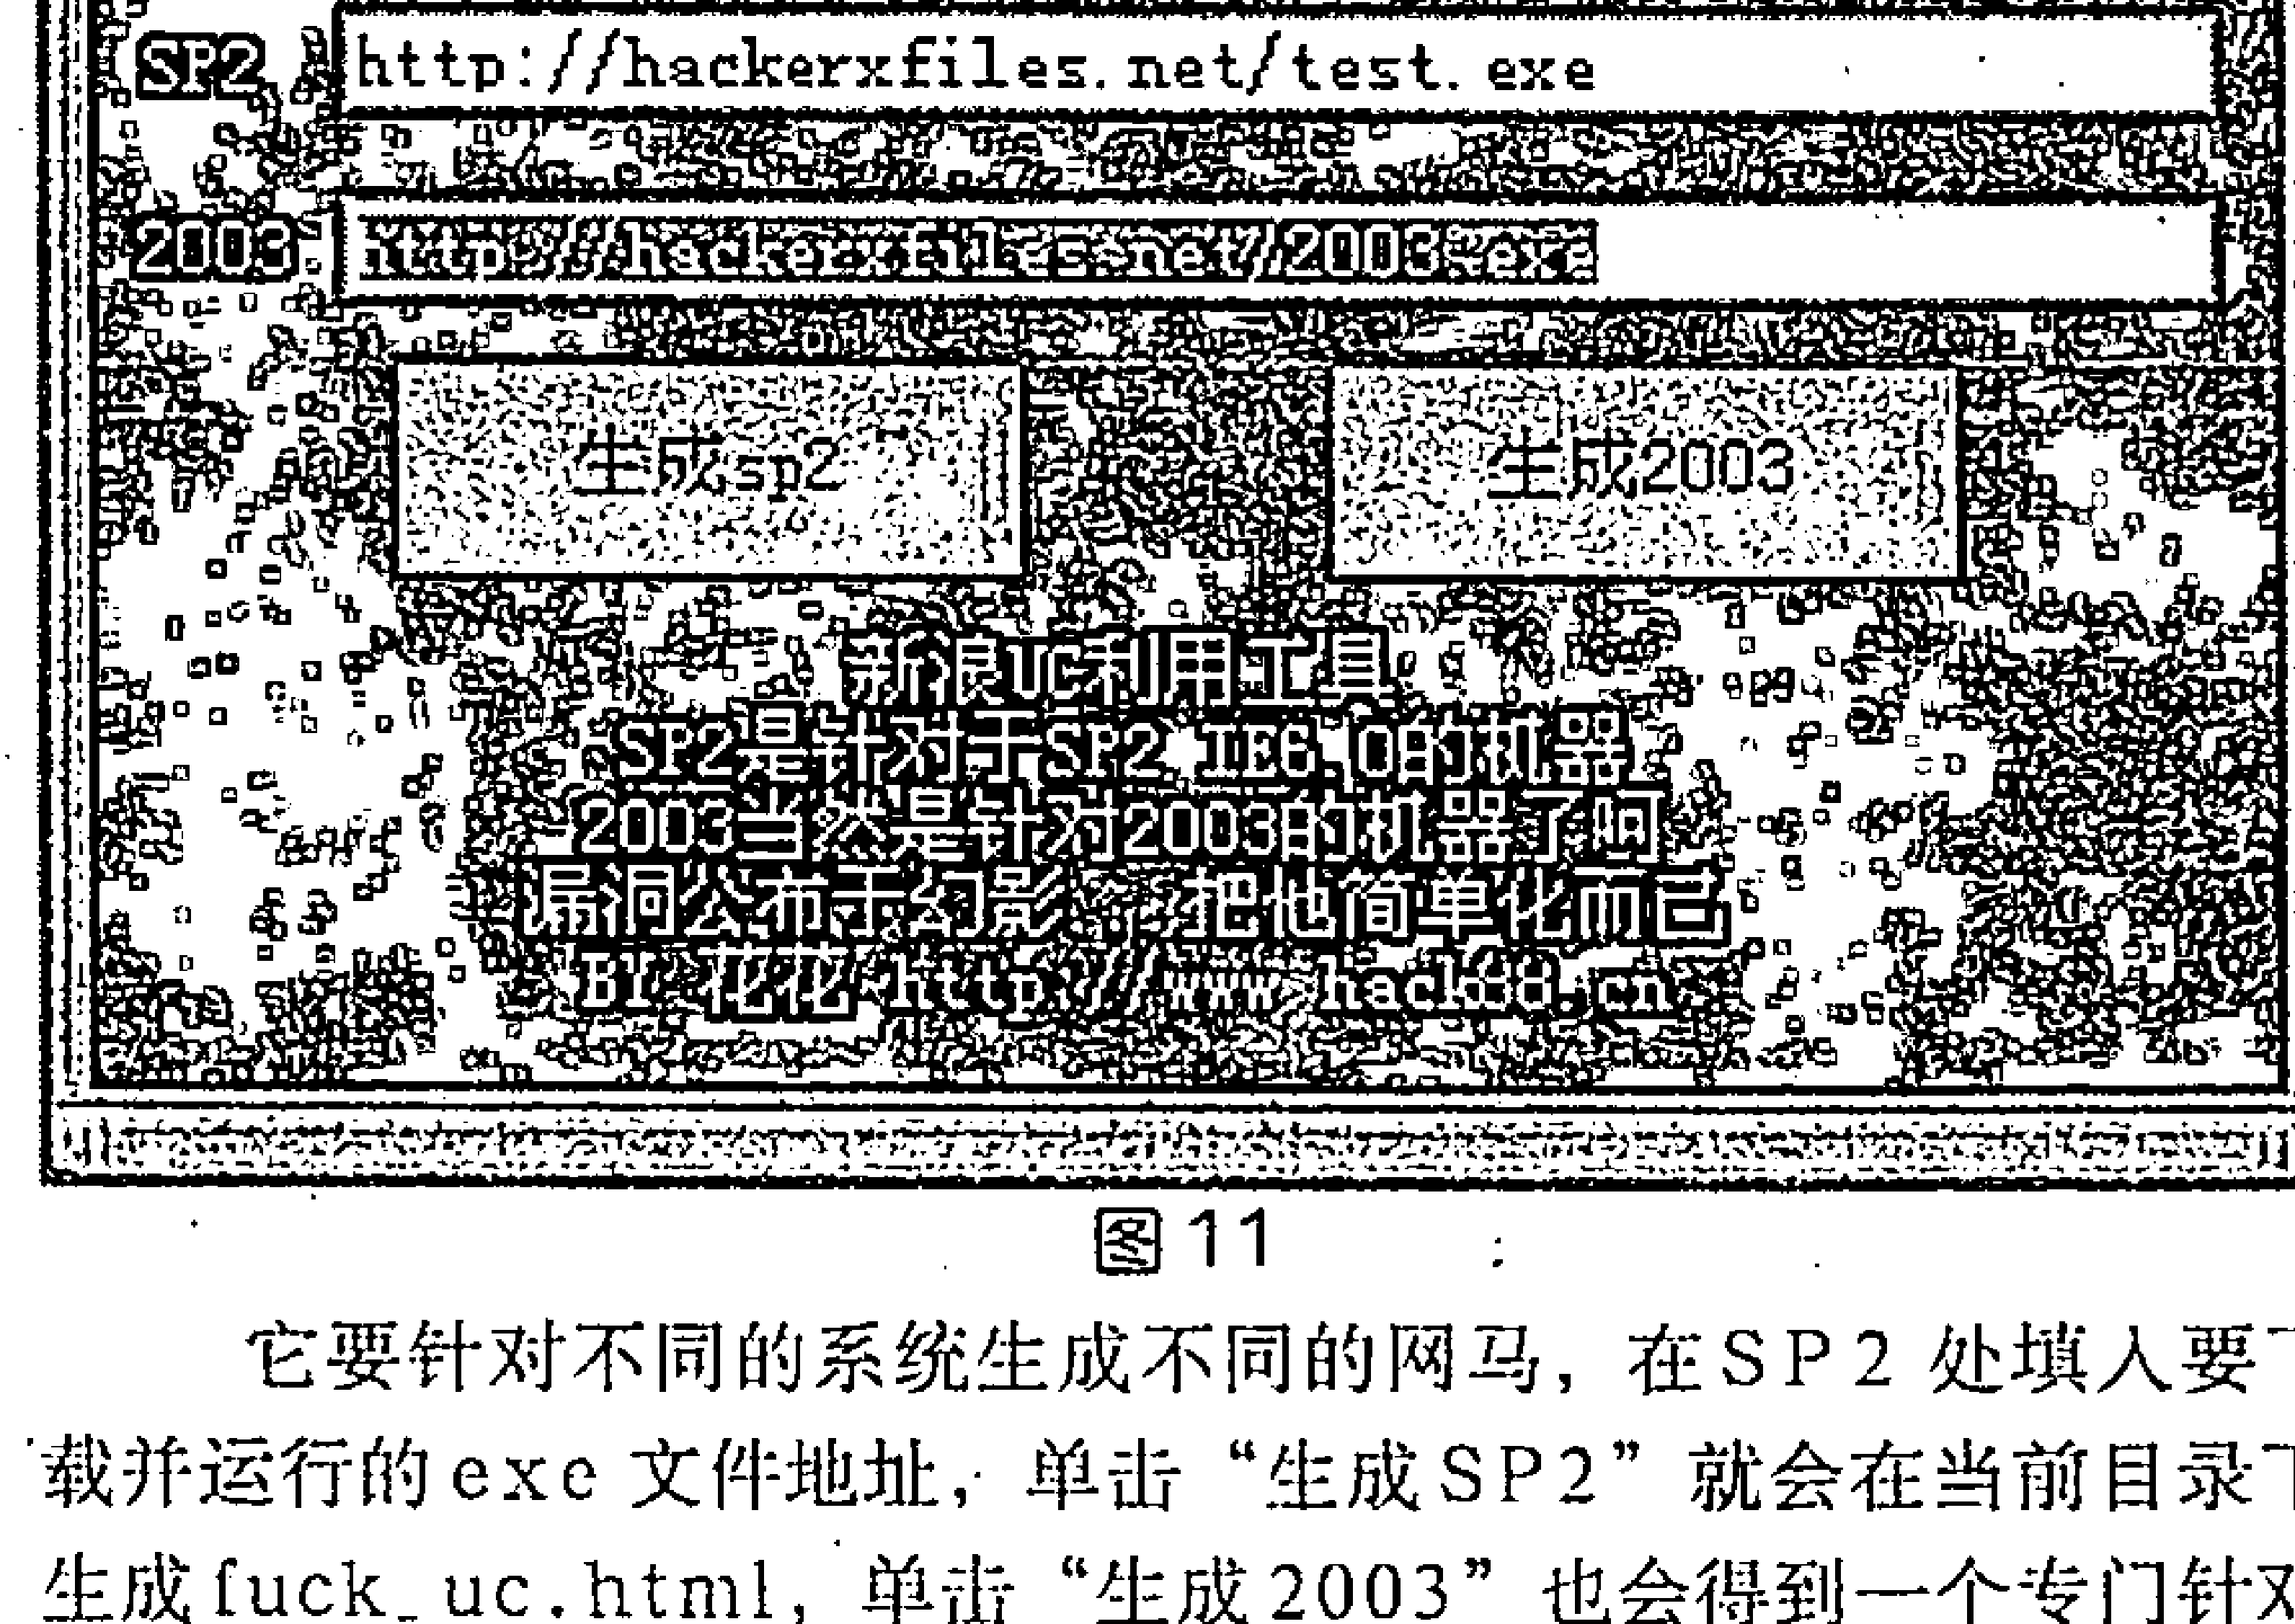 SP2 http://hackerxfiles.net/test.exe
2003 http://hackerxfiles.net/2003.exe
生成sp2 生成2003
新浪UC利用工具
SP2是针对于SP2 IE6.0的机器
2003当然是针对2003的机器了啊
漏洞公布于幻影 把他简单化而已
BY 花花 http://www.hack88.cn
图11
它要针对不同的系统生成不同的网马，在SP2处填入要下
载并运行的exe文件地址，单击“生成SP2”就会在当前目录下
生成fuck_uc.html，单击“生成2003”也会得到一个专门针对